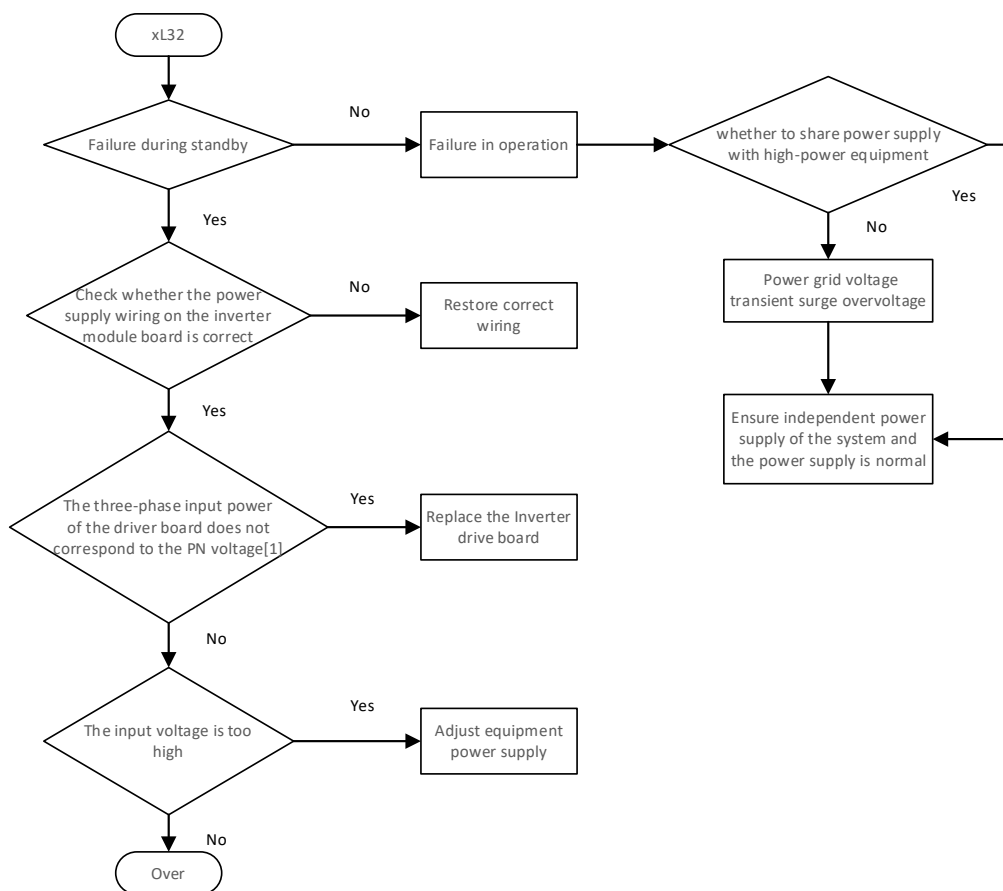 xL32
Failure during standby
No
Failure in operation
whether to share power supply
with high-power equipment
Yes
Yes
No
Check whether the power
supply wiring on the inverter
module board is correct
No
Restore correct
wiring
Power grid voltage
transient surge overvoltage
Yes
Ensure independent power
supply of the system and
the power supply is normal
The three-phase input power
of the driver board does not
correspond to the PN voltage[1]
Yes
Replace the Inverter
drive board
No
The input voltage is too
high
Yes
Adjust equipment
power supply
No
Over